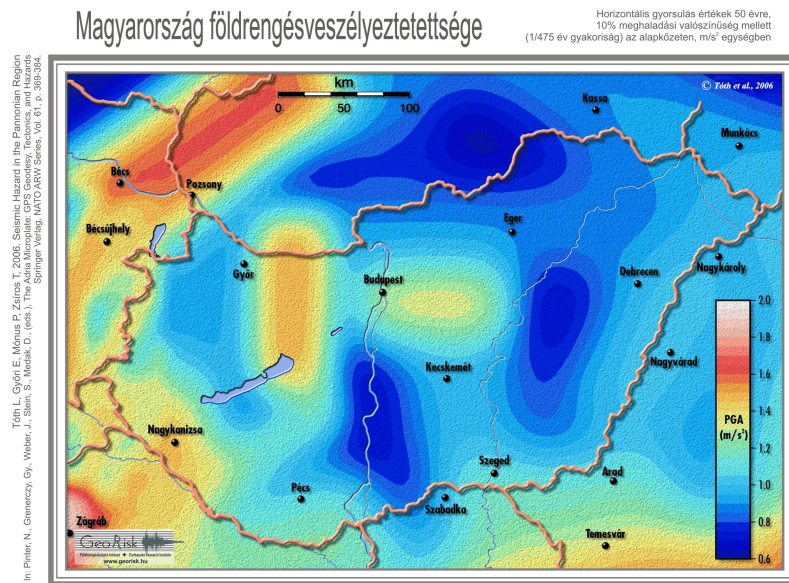 Magyarország földrengésveszélyeztetettsége
Horizontális gyorsulás értékek 50 évre,
10% meghaladási valószínűség mellett
(1/475 év gyakoriság) az alapkőzeten, m/s² egységben
Tóth L, Győri E, Mónus P, Zsíros T, 2006. Seismic Hazard in the Pannonian Region
In: Pinter, N., Grenerczy, Gy., Weber, J., Stein, S., Medak, D., (eds.), The Adria Microplate: GPS Geodesy, Tectonics, and Hazards
Springer Verlag, NATO ARW Series, Vol. 61, p. 369-384.
km
0 50 100
© Tóth et al., 2006
Kassa
Munkács
Bécs
Pozsony
Eger
Bécsújhely
Győr
Budapest
Debrecen
Nagykároly
Kecskemét
Nagyvárad
Nagykanizsa
Szeged
Arad
Pécs
Szabadka
Zágráb
Temesvár
2.0
1.8
1.6
1.4
PGA
(m/s²)
1.2
1.0
0.8
0.6
GeoRisk
Földrengéskutató Intézet Earthquake Research Institute
www.georisk.hu